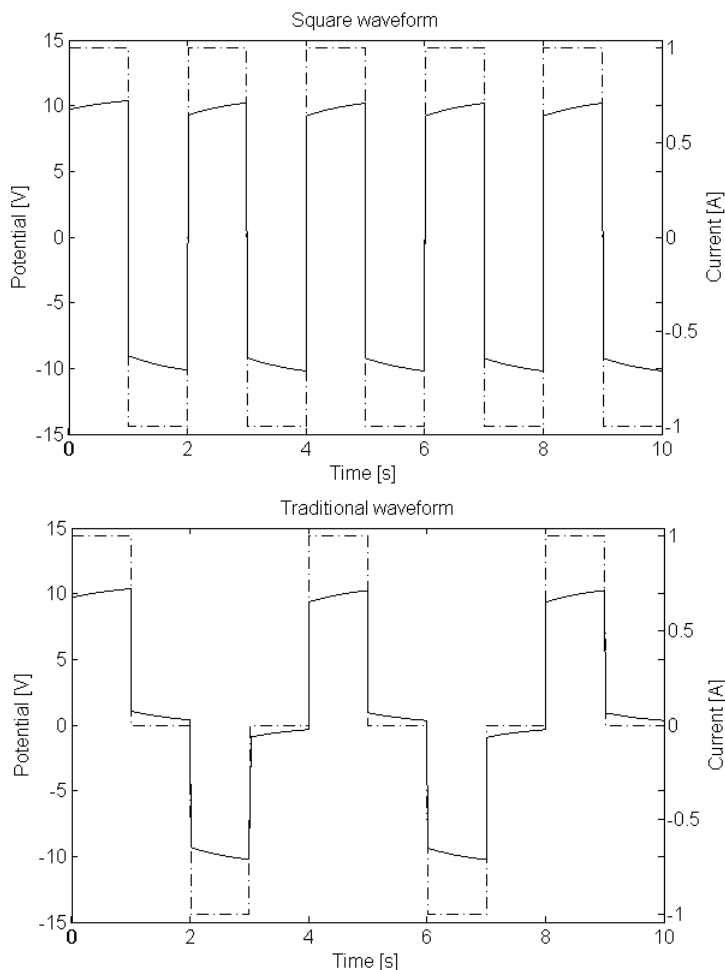 Square waveform
15
10
5
0
-5
-10
-15
Potential [V]
1
0.5
0
-0.5
-1
Current [A]
0 2 4 6 8 10
Time [s]
Traditional waveform
15
10
5
0
-5
-10
-15
Potential [V]
1
0.5
0
-0.5
-1
Current [A]
0 2 4 6 8 10
Time [s]